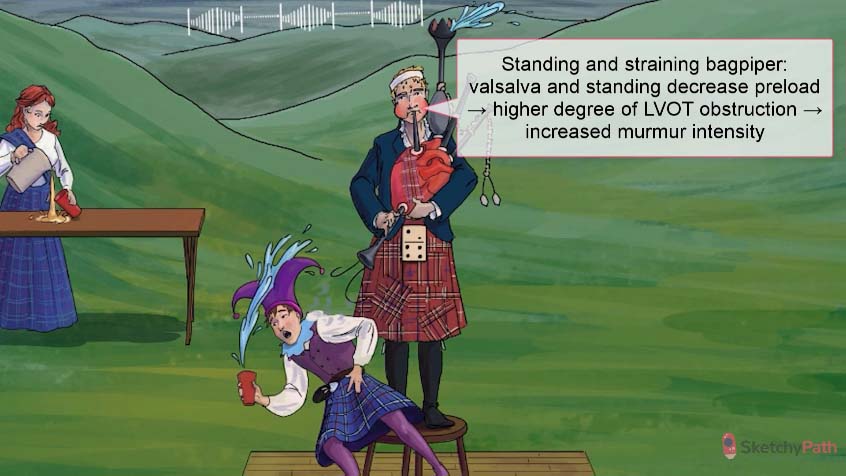 Standing and straining bagpiper:
valsalva and standing decrease preload
→ higher degree of LVOT obstruction →
increased murmur intensity
SketchyPath